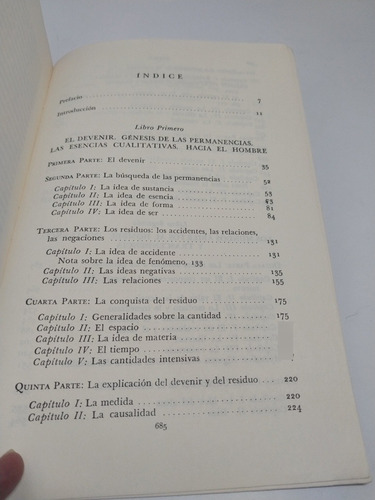 INDICE
Prefacio 7
Introducción 11
Libro Primero
EL DEVENIR. GÉNESIS DE LAS PERMANENCIAS.
LAS ESENCIAS CUALITATIVAS. HACIA EL HOMBRE
PRIMERA PARTE: El devenir 35
SEGUNDA PARTE: La búsqueda de las permanencias 52
Capítulo I: La idea de sustancia 53
Capítulo II: La idea de esencia 63
Capítulo III: La idea de forma 81
Capítulo IV: La idea de ser 84
TERCERA PARTE: Los residuos: los accidentes, las relaciones,
las negaciones 131
Capítulo I: La idea de accidente 131
Nota sobre la idea de fenómeno, 133
Capítulo II: Las ideas negativas 135
Capítulo III: Las relaciones 155
CUARTA PARTE: La conquista del residuo 175
Capítulo I: Generalidades sobre la cantidad 175
Capítulo II: El espacio
Capítulo III: La idea de materia
Capítulo IV: El tiempo
Capítulo V: Las cantidades intensivas
QUINTA PARTE: La explicación del devenir y del residuo 220
Capítulo I: La medida 220
Capítulo II: La causalidad 224
685